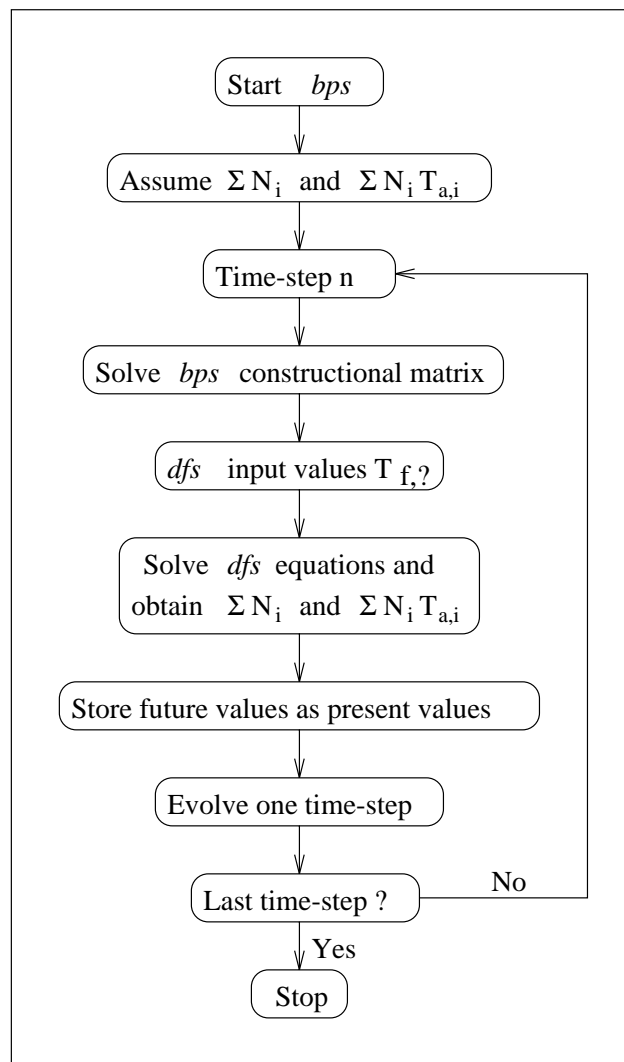 Start bps
Assume Σ N_i and Σ N_i T_a,i
Time-step n
Solve bps constructional matrix
dfs input values T_f,?
Solve dfs equations and
obtain Σ N_i and Σ N_i T_a,i
Store future values as present values
Evolve one time-step
Last time-step ?
No
Yes
Stop